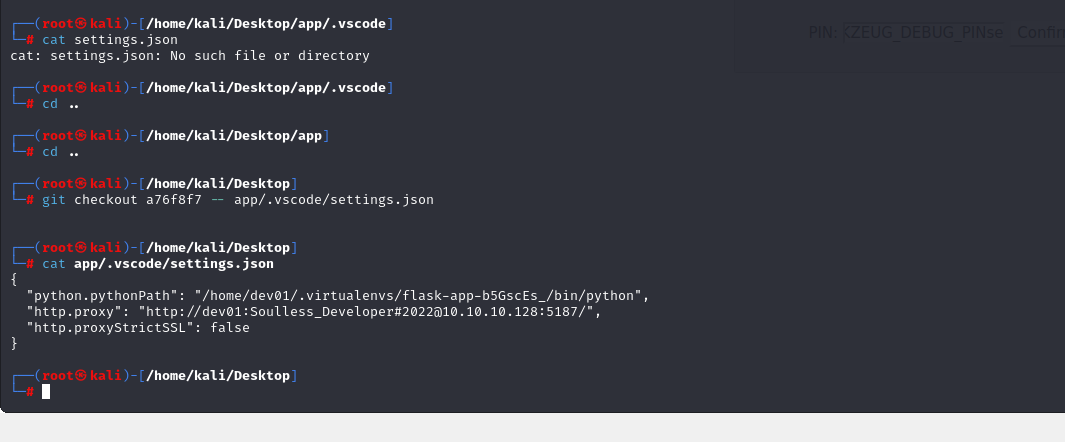 ┌──(root㉿kali)-[/home/kali/Desktop/app/.vscode]
└─# cat settings.json
cat: settings.json: No such file or directory
┌──(root㉿kali)-[/home/kali/Desktop/app/.vscode]
└─# cd ..
┌──(root㉿kali)-[/home/kali/Desktop/app]
└─# cd ..
┌──(root㉿kali)-[/home/kali/Desktop]
└─# git checkout a76f8f7 -- app/.vscode/settings.json
┌──(root㉿kali)-[/home/kali/Desktop]
└─# cat app/.vscode/settings.json
{
  "python.pythonPath": "/home/dev01/.virtualenvs/flask-app-b5GscEs_/bin/python",
  "http.proxy": "http://dev01:Soulless_Developer#2022@10.10.10.128:5187/",
  "http.proxyStrictSSL": false
}
┌──(root㉿kali)-[/home/kali/Desktop]
└─#
PIN: ZEUG_DEBUG_PINse